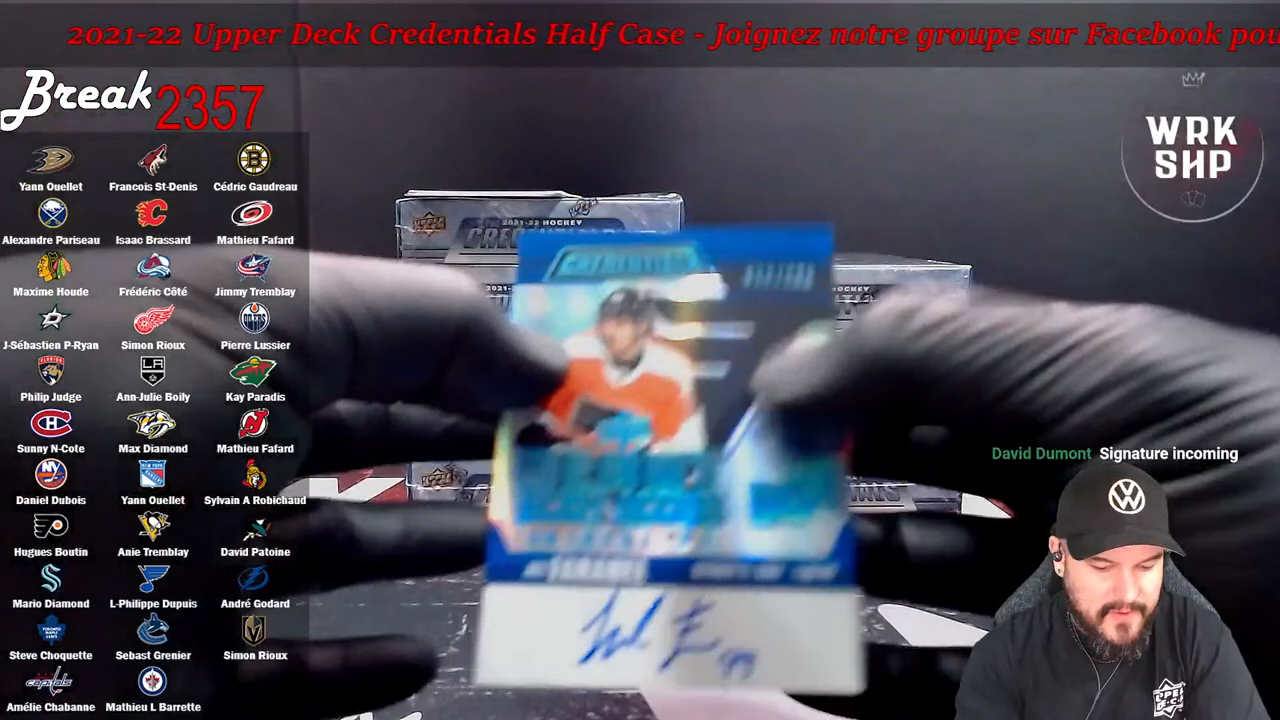 2021-22 Upper Deck Credentials Half Case - Joignez notre groupe sur Facebook pou
Break 2357
WRK
SHP
Yann Ouellet Francois St-Denis Cédric Gaudreau
Alexandre Pariseau Isaac Brassard Mathieu Fafard
Maxime Houde Frédéric Côté Jimmy Tremblay
J-Sébastien P-Ryan Simon Rioux Pierre Lussier
Philip Judge Ann-Julie Boily Kay Paradis
Sunny N-Cote Max Diamond Mathieu Fafard
Daniel Dubois Yann Ouellet Sylvain A Robichaud
Hugues Boutin Anie Tremblay David Patoine
Mario Diamond L-Philippe Dupuis André Godard
Steve Choquette Sebast Grenier Simon Rioux
Amélie Chabanne Mathieu L Barrette
2021-22 HOCKEY
CREDENTIALS
David Dumont Signature incoming